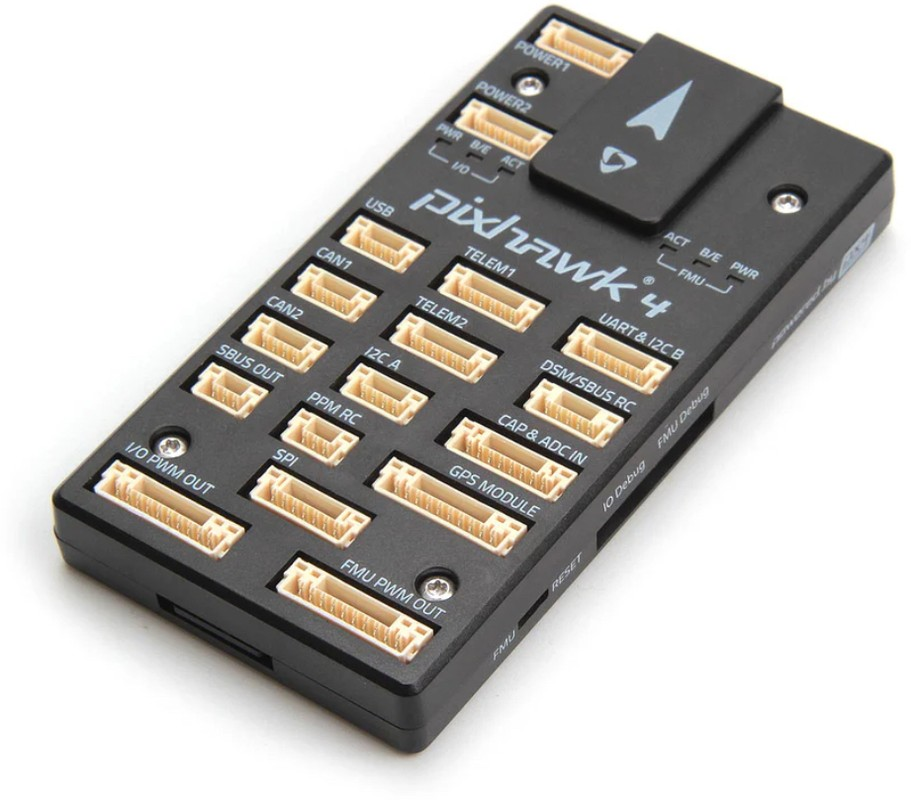 POWER1
POWER2
PWR B/E ACT
I/O
pixhawk® 4
ACT B/E PWR
FMU
USB
TELEM1
UART & I2C B
CAN1
TELEM2
DSM/SBUS RC
CAN2
I2C A
CAP & ADC IN
SBUS OUT
PPM RC
GPS MODULE
I/O PWM OUT
SPI
FMU PWM OUT
powered by
FMU Debug
IO Debug
RESET
FMU